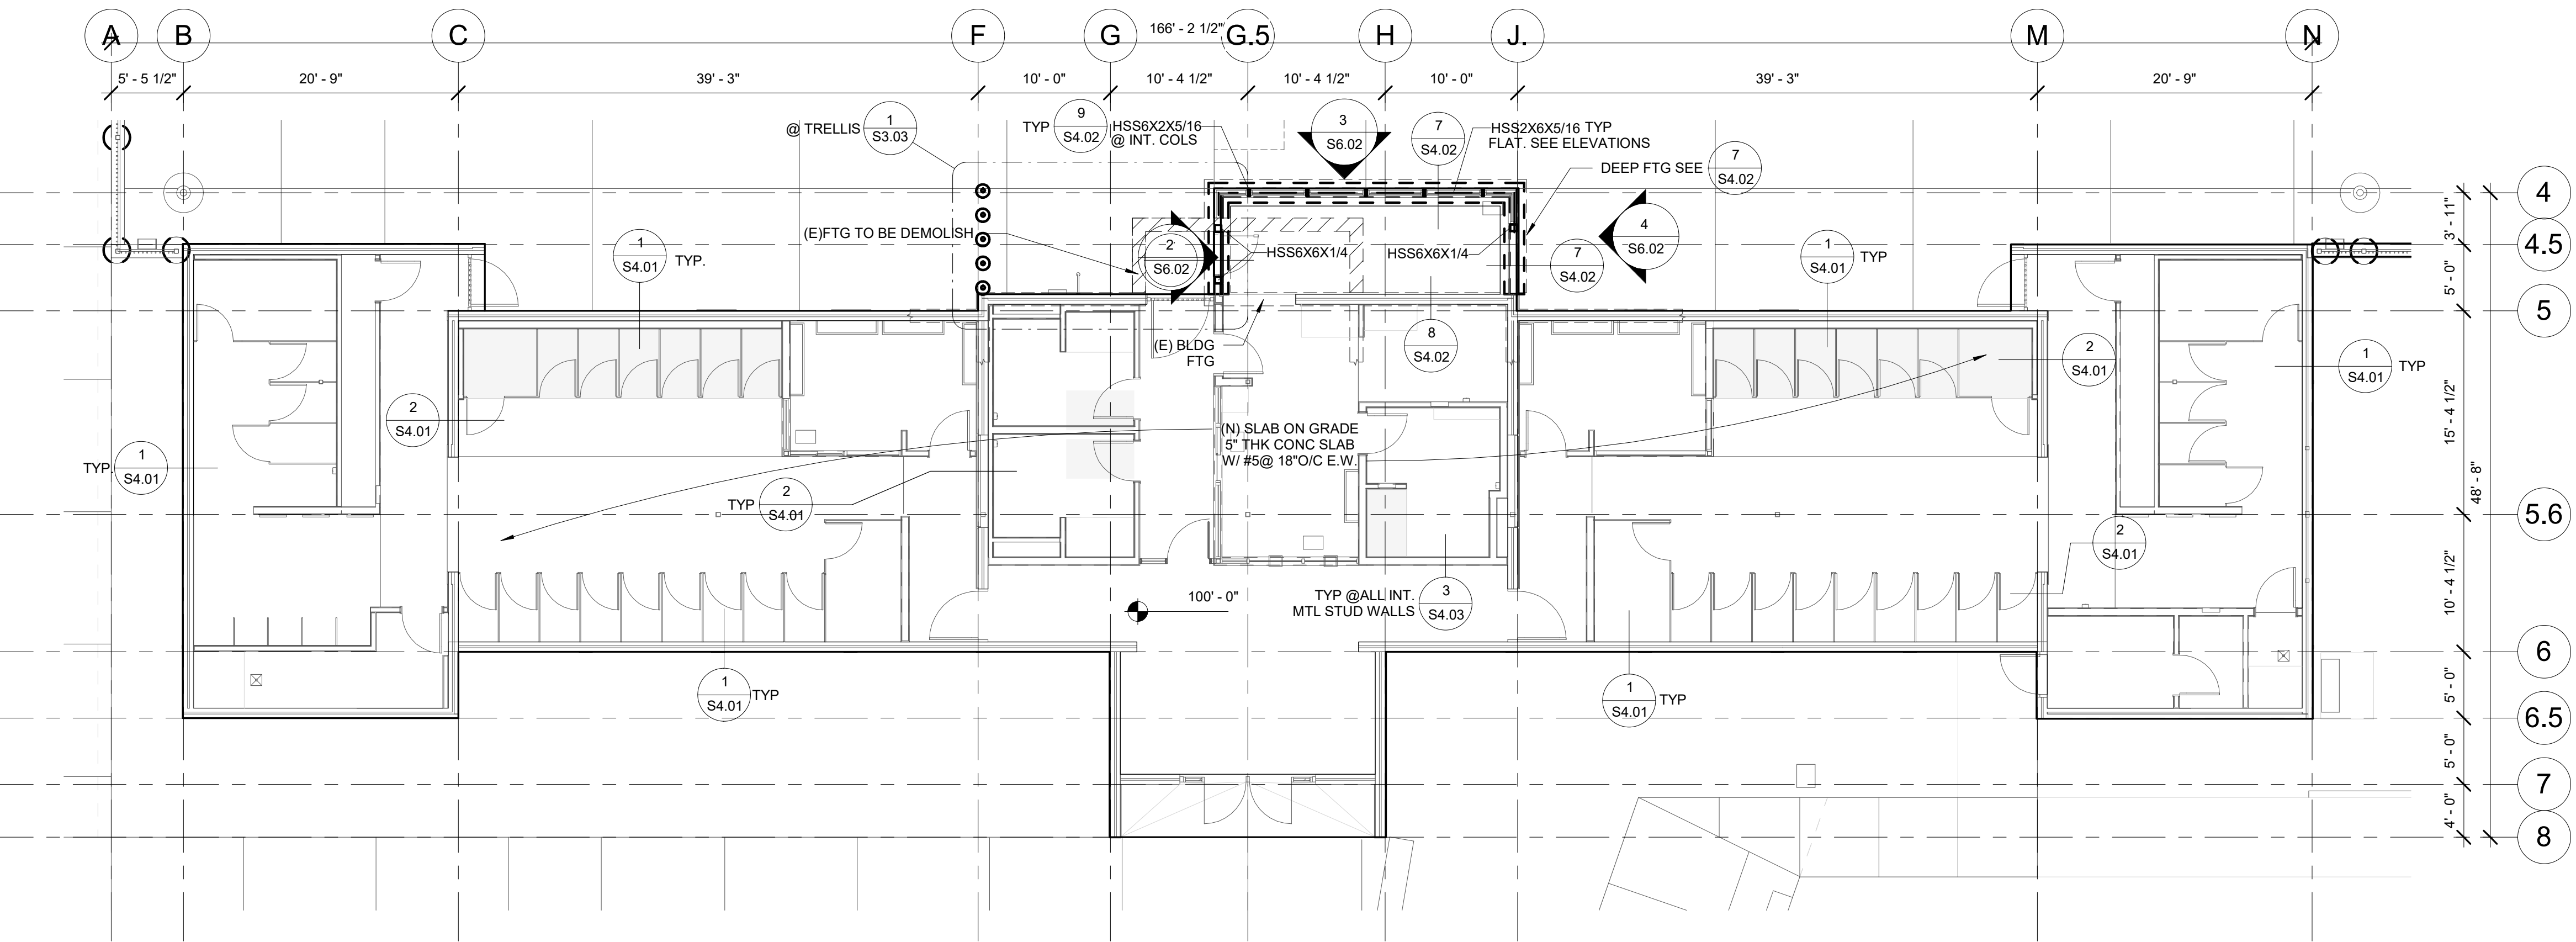 A
B
C
F
G
G.5
H
J.
M
N
166' - 2 1/2"
5' - 5 1/2"
20' - 9"
39' - 3"
10' - 0"
10' - 4 1/2"
10' - 4 1/2"
10' - 0"
39' - 3"
20' - 9"
@ TRELLIS
1
S3.03
TYP
9
S4.02
HSS6X2X5/16
@ INT. COLS
3
S6.02
7
S4.02
HSS2X6X5/16 TYP
FLAT. SEE ELEVATIONS
DEEP FTG SEE
7
S4.02
4
3' - 11"
4.5
5' - 0"
5
15' - 4 1/2"
48' - 8"
5.6
10' - 4 1/2"
6
5' - 0"
6.5
5' - 0"
7
4' - 0"
8
(E)FTG TO BE DEMOLISH
1
S4.01
TYP.
2
S6.02
HSS6X6X1/4
HSS6X6X1/4
7
S4.02
4
S6.02
1
S4.01
TYP
(E) BLDG
FTG
8
S4.02
2
S4.01
1
S4.01
TYP
2
S4.01
(N) SLAB ON GRADE
5" THK CONC SLAB
W/ #5@ 18"O/C E.W.
TYP.
1
S4.01
TYP
2
S4.01
2
S4.01
100' - 0"
TYP @ALL INT.
MTL STUD WALLS
3
S4.03
1
S4.01
TYP
1
S4.01
TYP